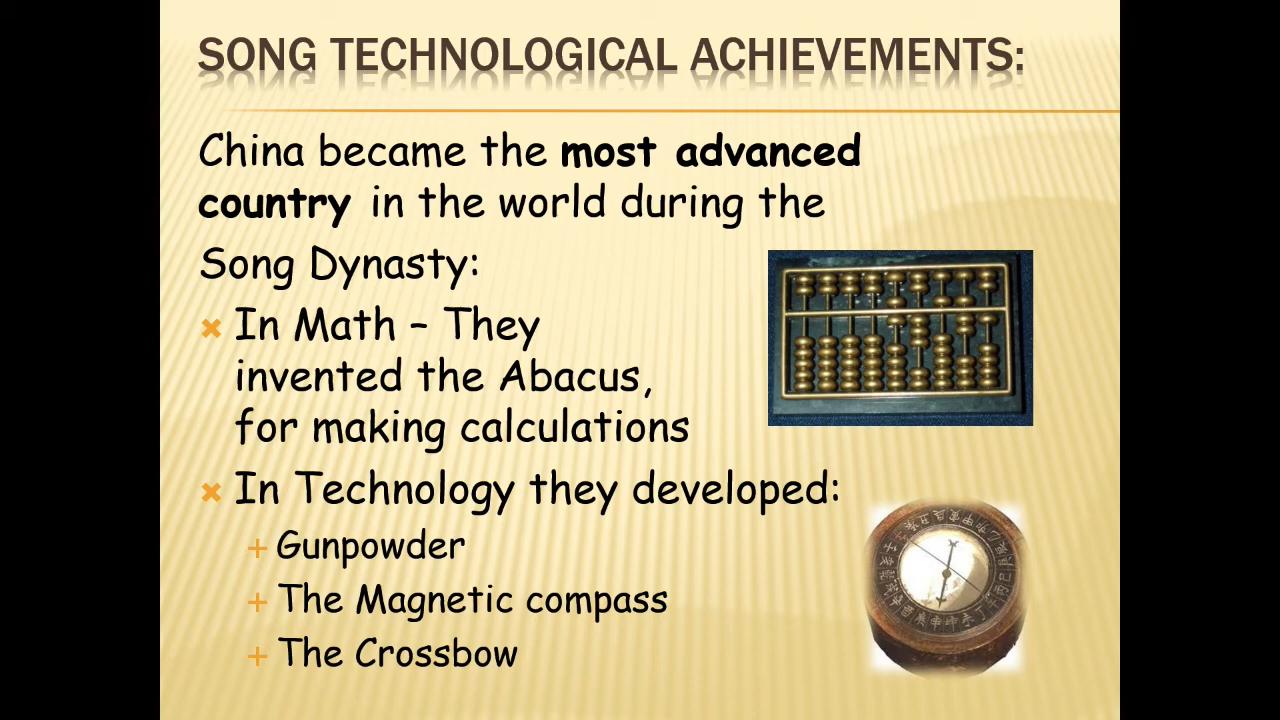 SONG TECHNOLOGICAL ACHIEVEMENTS:
China became the most advanced
country in the world during the
Song Dynasty:
In Math – They
invented the Abacus,
for making calculations
In Technology they developed:
Gunpowder
The Magnetic compass
The Crossbow